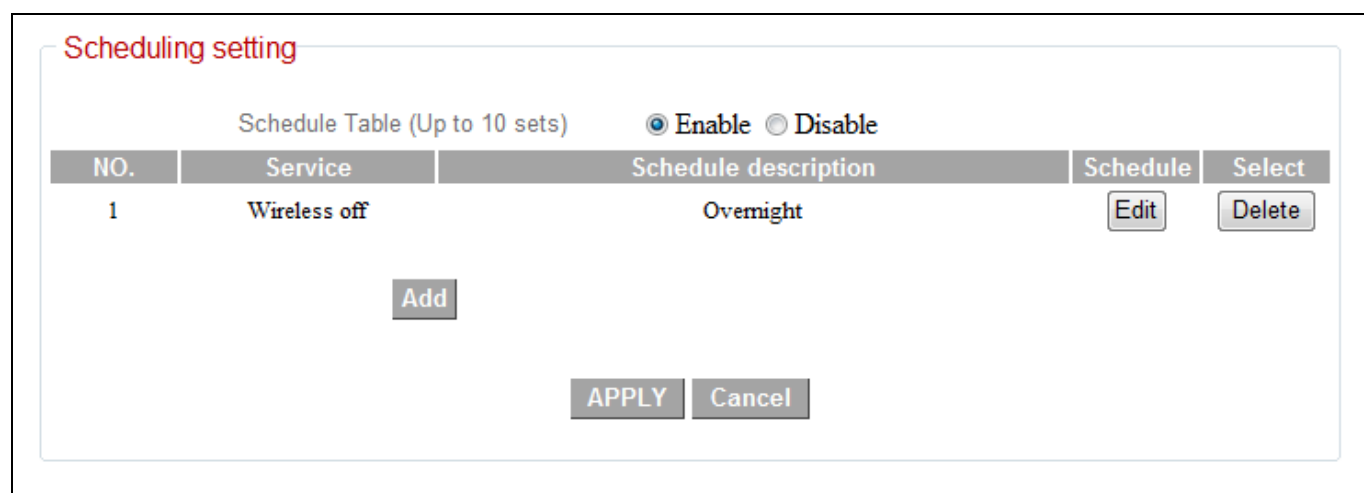 Scheduling setting
Schedule Table (Up to 10 sets) Enable Disable
NO. Service Schedule description Schedule Select
1 Wireless off Overnight Edit Delete
Add
APPLY Cancel